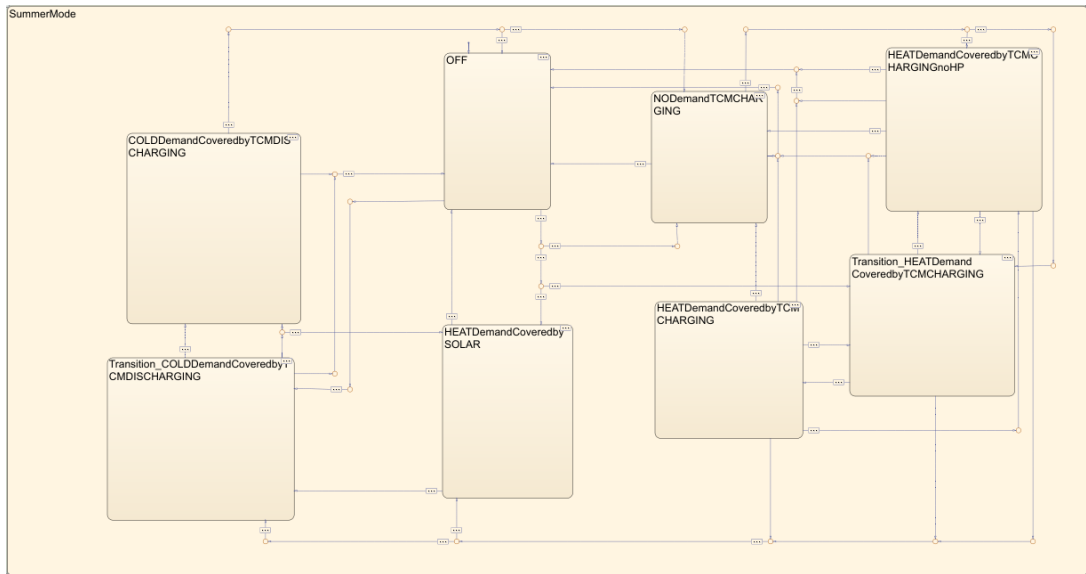 SummerMode
OFF
HEATDemandCoveredbyTCMC
HARGINGnoHP
NODemandTCMCHAR
GING
COLDDemandCoveredbyTCMDIS
CHARGING
Transition_HEATDemand
CoveredbyTCMCHARGING
HEATDemandCoveredbyTCM
CHARGING
HEATDemandCoveredby
SOLAR
Transition_COLDDemandCoveredbyT
CMDISCHARGING